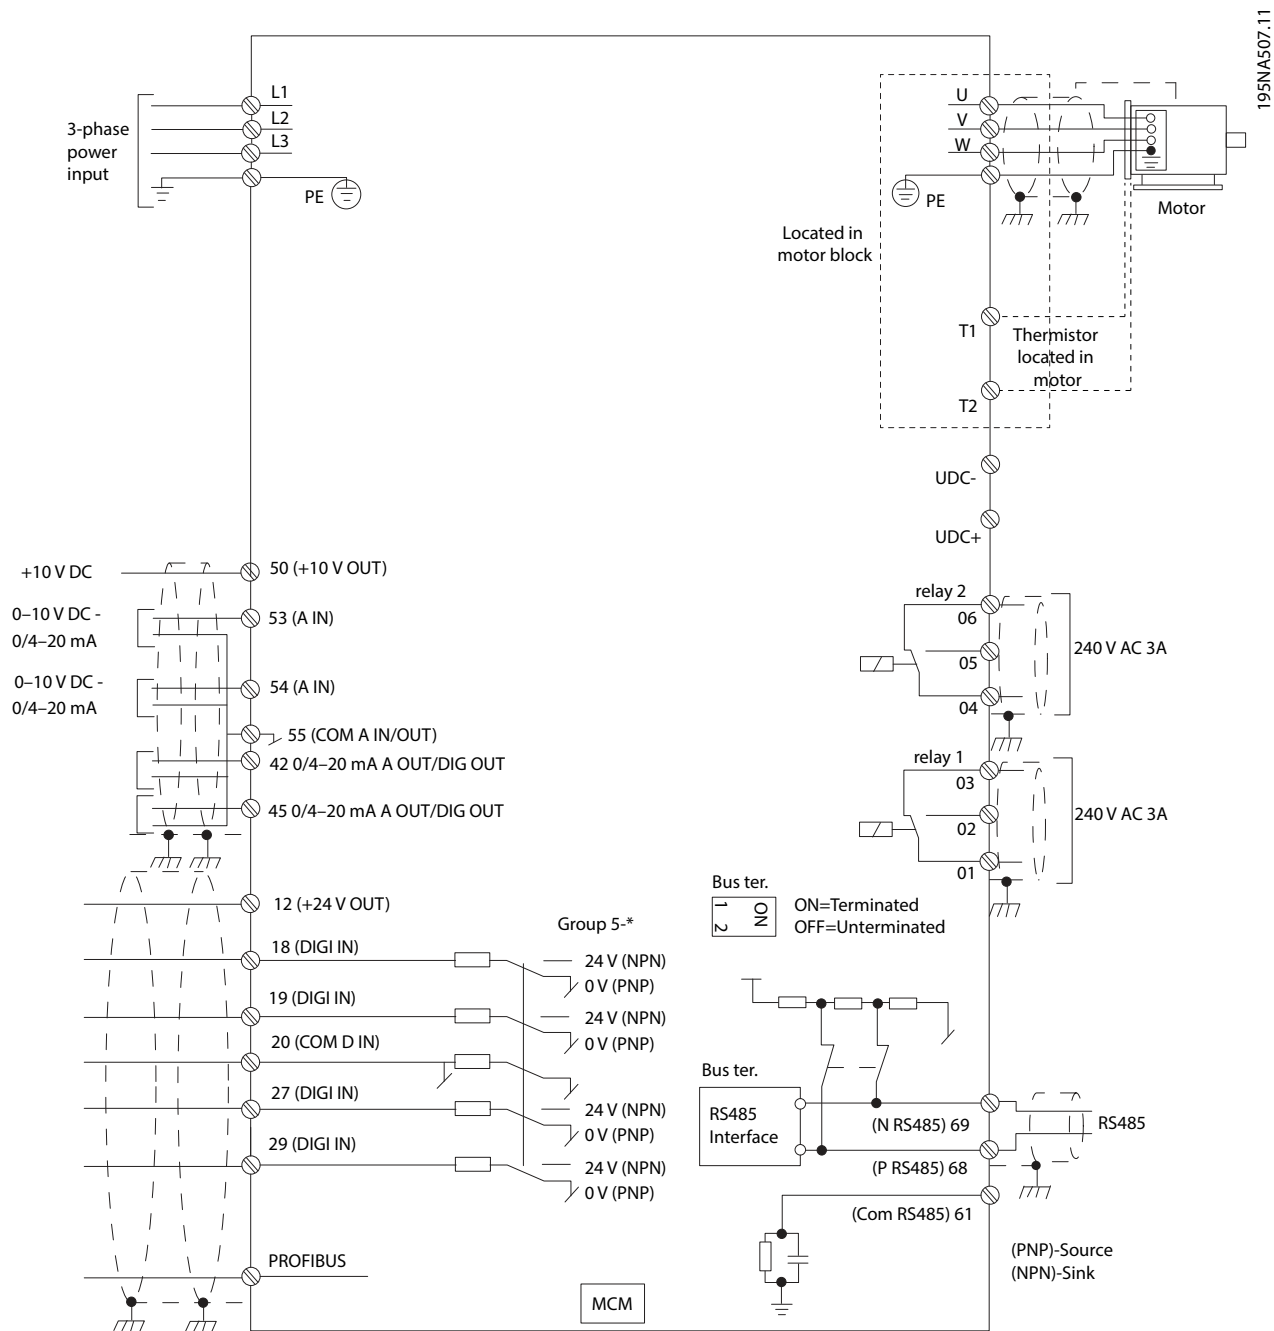 195NA507.11
3-phase
power
input
L1
L2
L3
PE
U
V
W
PE
Motor
Located in
motor block
T1
Thermistor
located in
motor
T2
UDC-
UDC+
+10 V DC
50 (+10 V OUT)
0–10 V DC -
0/4–20 mA
53 (A IN)
0–10 V DC -
0/4–20 mA
54 (A IN)
55 (COM A IN/OUT)
42 0/4–20 mA A OUT/DIG OUT
45 0/4–20 mA A OUT/DIG OUT
relay 2
06
05
04
240 V AC 3A
relay 1
03
02
01
240 V AC 3A
12 (+24 V OUT)
18 (DIGI IN)
19 (DIGI IN)
20 (COM D IN)
27 (DIGI IN)
29 (DIGI IN)
PROFIBUS
Group 5-*
24 V (NPN)
0 V (PNP)
24 V (NPN)
0 V (PNP)
24 V (NPN)
0 V (PNP)
24 V (NPN)
0 V (PNP)
Bus ter.
1 2
ON
ON=Terminated
OFF=Unterminated
Bus ter.
RS485
Interface
(N RS485) 69
RS485
(P RS485) 68
(Com RS485) 61
(PNP)-Source
(NPN)-Sink
MCM